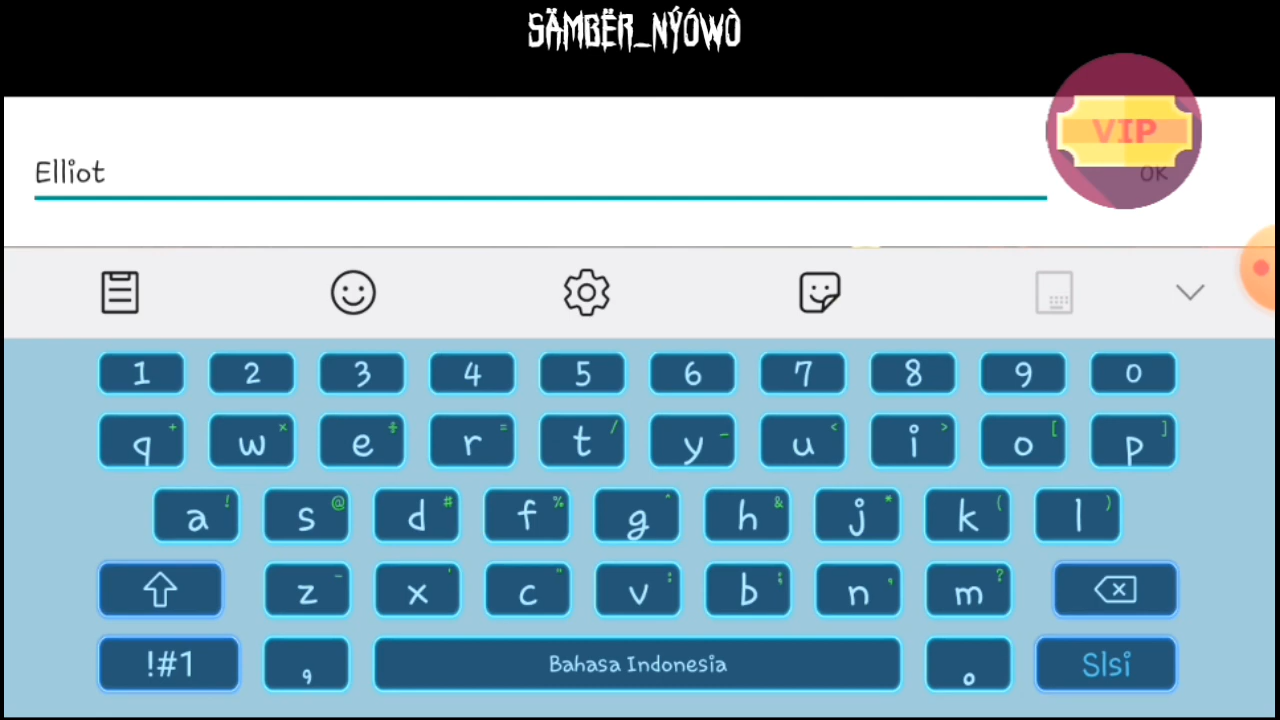 SÄMBËR_NÝÓWÒ
VIP
Elliot
OK
1 2 3 4 5 6 7 8 9 0
q + w × e ÷ r = t / y _ u < i > o [ p ]
a ! s @ d # f % g ^ h & j * k ( l )
z - x ' c " v : b ; n , m ?
!#1 , Bahasa Indonesia . Slsi